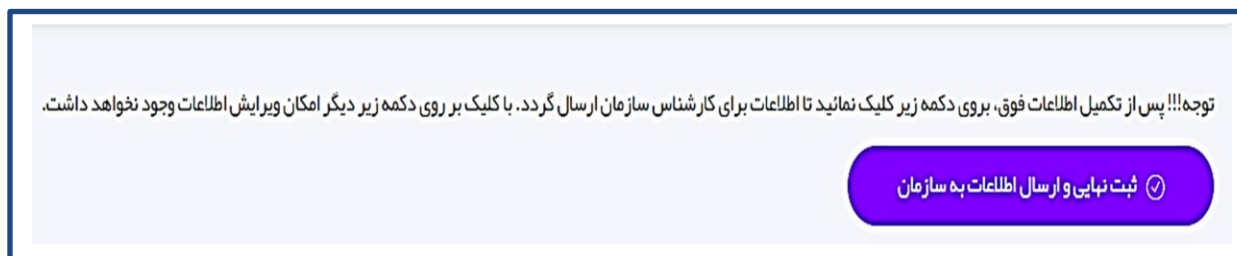 توجه!!! پس از تکمیل اطلاعات فوق، بروی دکمه زیر کلیک نمائید تا اطلاعات برای کارشناس سازمان ارسال گردد. با کلیک بر روی دکمه زیر دیگر امکان ویرایش اطلاعات وجود نخواهد داشت.
ثبت نهایی و ارسال اطلاعات به سازمان